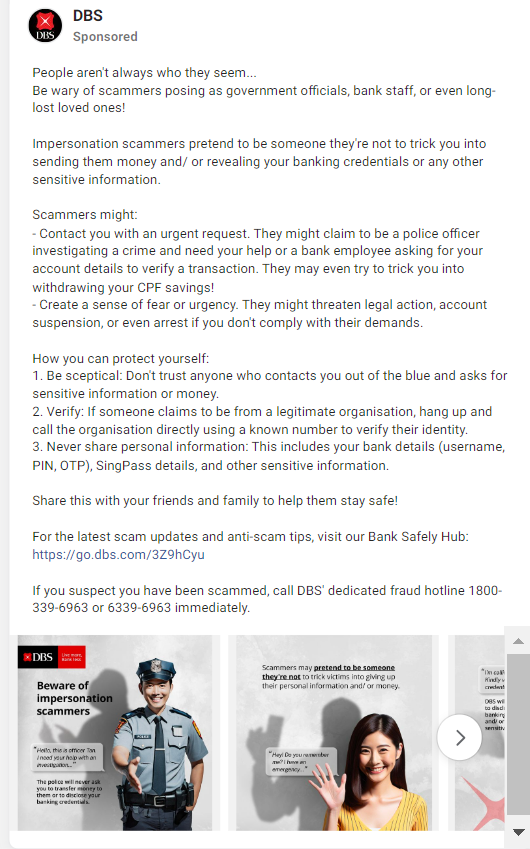 DBS
DBS
Sponsored
People aren't always who they seem...
Be wary of scammers posing as government officials, bank staff, or even long-
lost loved ones!
Impersonation scammers pretend to be someone they're not to trick you into
sending them money and/ or revealing your banking credentials or any other
sensitive information.
Scammers might:
- Contact you with an urgent request. They might claim to be a police officer
investigating a crime and need your help or a bank employee asking for your
account details to verify a transaction. They may even try to trick you into
withdrawing your CPF savings!
- Create a sense of fear or urgency. They might threaten legal action, account
suspension, or even arrest if you don't comply with their demands.
How you can protect yourself:
1. Be sceptical: Don't trust anyone who contacts you out of the blue and asks for
sensitive information or money.
2. Verify: If someone claims to be from a legitimate organisation, hang up and
call the organisation directly using a known number to verify their identity.
3. Never share personal information: This includes your bank details (username,
PIN, OTP), SingPass details, and other sensitive information.
Share this with your friends and family to help them stay safe!
For the latest scam updates and anti-scam tips, visit our Bank Safely Hub:
https://go.dbs.com/3Z9hCyu
If you suspect you have been scammed, call DBS' dedicated fraud hotline 1800-
339-6963 or 6339-6963 immediately.
DBS
Live more,
Bank less
Beware of
impersonation
scammers
"Hello, this is officer Tan.
I need your help with an
investigation..."
The police will never ask
you to transfer money to
them or to disclose your
banking credentials.
Scammers may pretend to be someone
they're not to trick victims into giving up
their personal information and/ or money.
"Hey! Do you remember
me? I have an
emergency..."
DBS will
to discl
banking
and/ or
sensitiv